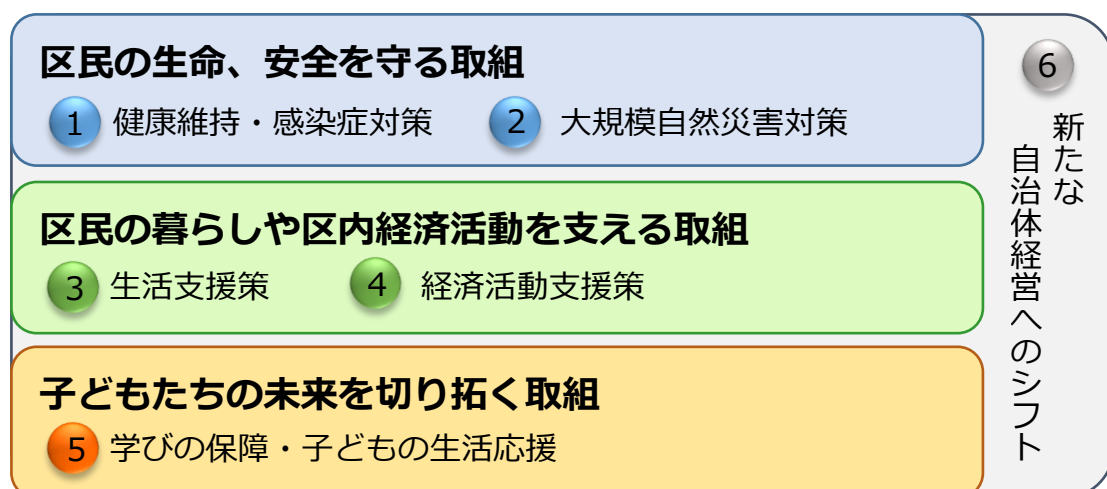 区民の生命、安全を守る取組
1 健康維持・感染症対策 2 大規模自然災害対策
区民の暮らしや区内経済活動を支える取組
3 生活支援策 4 経済活動支援策
子どもたちの未来を切り拓く取組
5 学びの保障・子どもの生活応援
6
新たな
自治体経営へのシフト